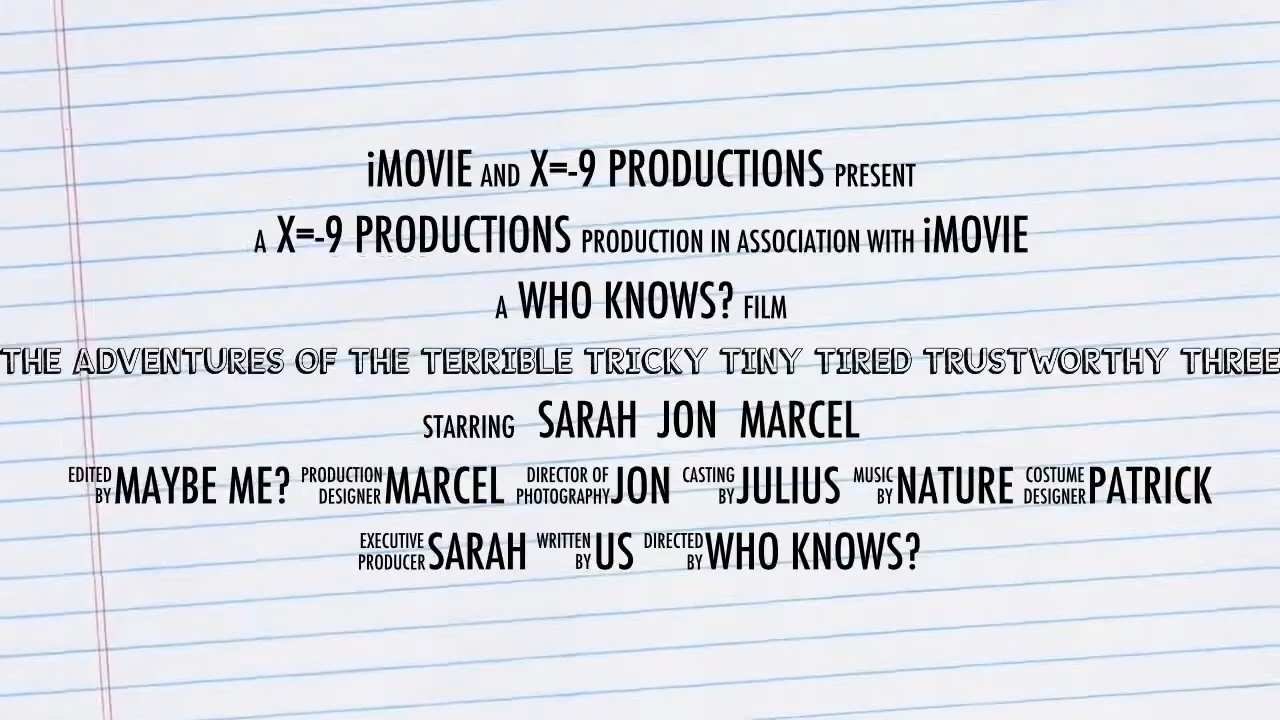 iMOVIE AND X=-9 PRODUCTIONS PRESENT
A X=-9 PRODUCTIONS PRODUCTION IN ASSOCIATION WITH iMOVIE
A WHO KNOWS? FILM
THE ADVENTURES OF THE TERRIBLE TRICKY TINY TIRED TRUSTWORTHY THREE
STARRING SARAH JON MARCEL
EDITED BY MAYBE ME? PRODUCTION DESIGNER MARCEL DIRECTOR OF PHOTOGRAPHY JON CASTING BY JULIUS MUSIC BY NATURE COSTUME DESIGNER PATRICK
EXECUTIVE PRODUCER SARAH WRITTEN BY US DIRECTED BY WHO KNOWS?